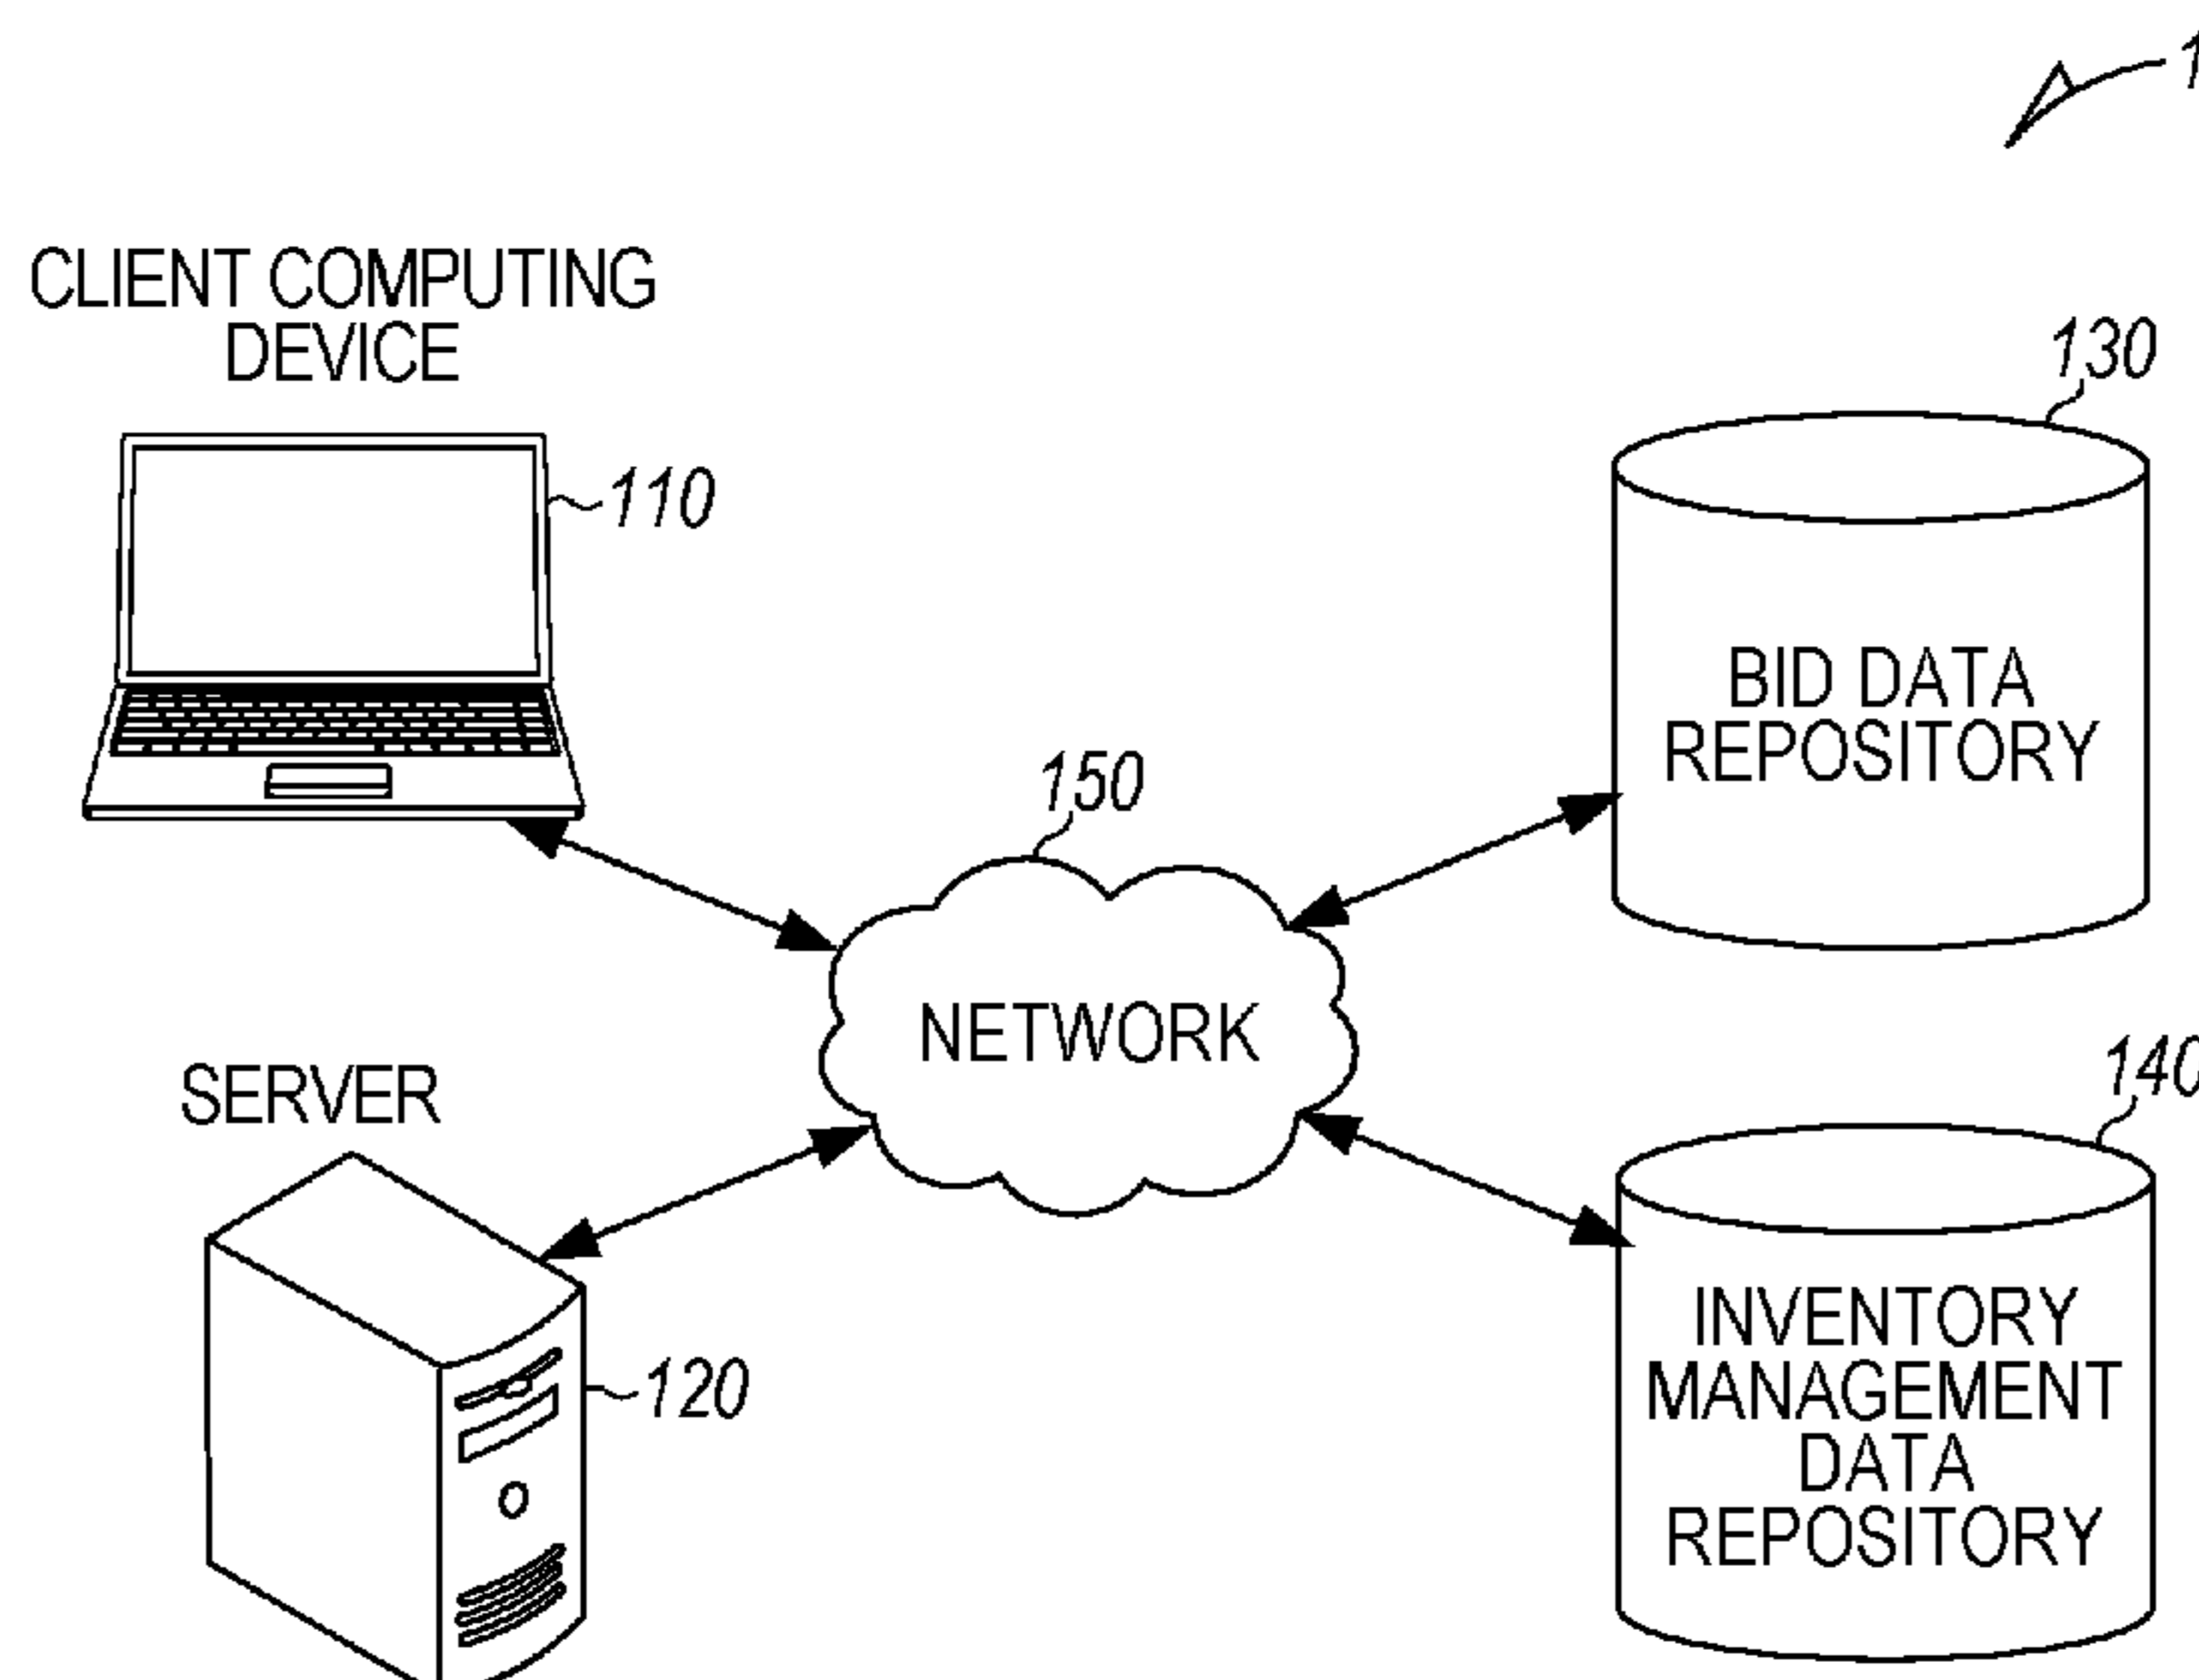 CLIENT COMPUTING
DEVICE
110
130
BID DATA
REPOSITORY
150
NETWORK
SERVER
120
140
INVENTORY
MANAGEMENT
DATA
REPOSITORY